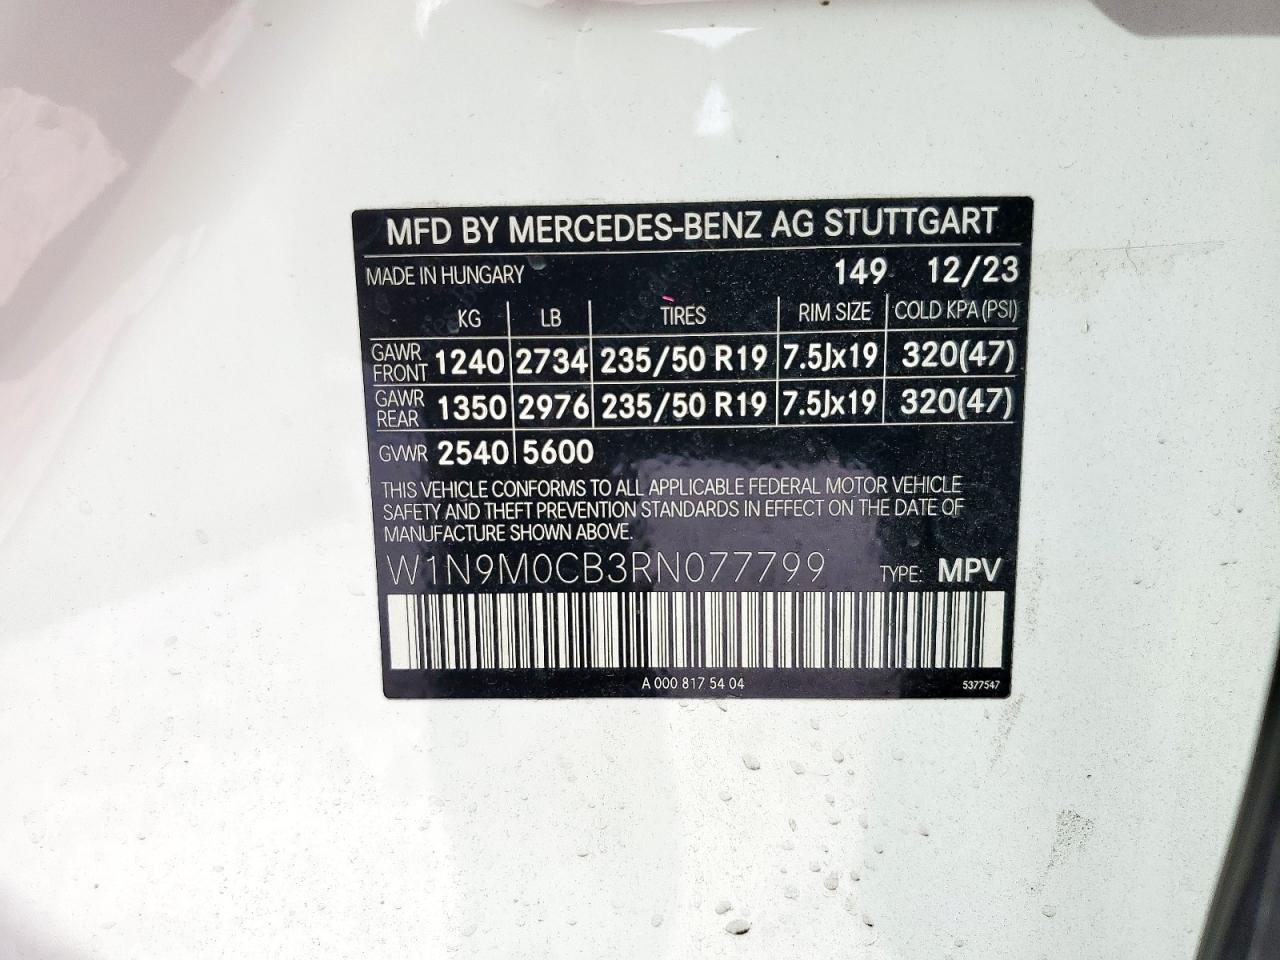 MFD BY MERCEDES-BENZ AG STUTTGART
MADE IN HUNGARY 149 12/23
KG LB TIRES RIM SIZE COLD KPA (PSI)
GAWR FRONT 1240 2734 235/50 R19 7.5Jx19 320(47)
GAWR REAR 1350 2976 235/50 R19 7.5Jx19 320(47)
GVWR 2540 5600
THIS VEHICLE CONFORMS TO ALL APPLICABLE FEDERAL MOTOR VEHICLE
SAFETY AND THEFT PREVENTION STANDARDS IN EFFECT ON THE DATE OF
MANUFACTURE SHOWN ABOVE.
W1N9M0CB3RN077799 TYPE: MPV
A 000 817 54 04 5377547